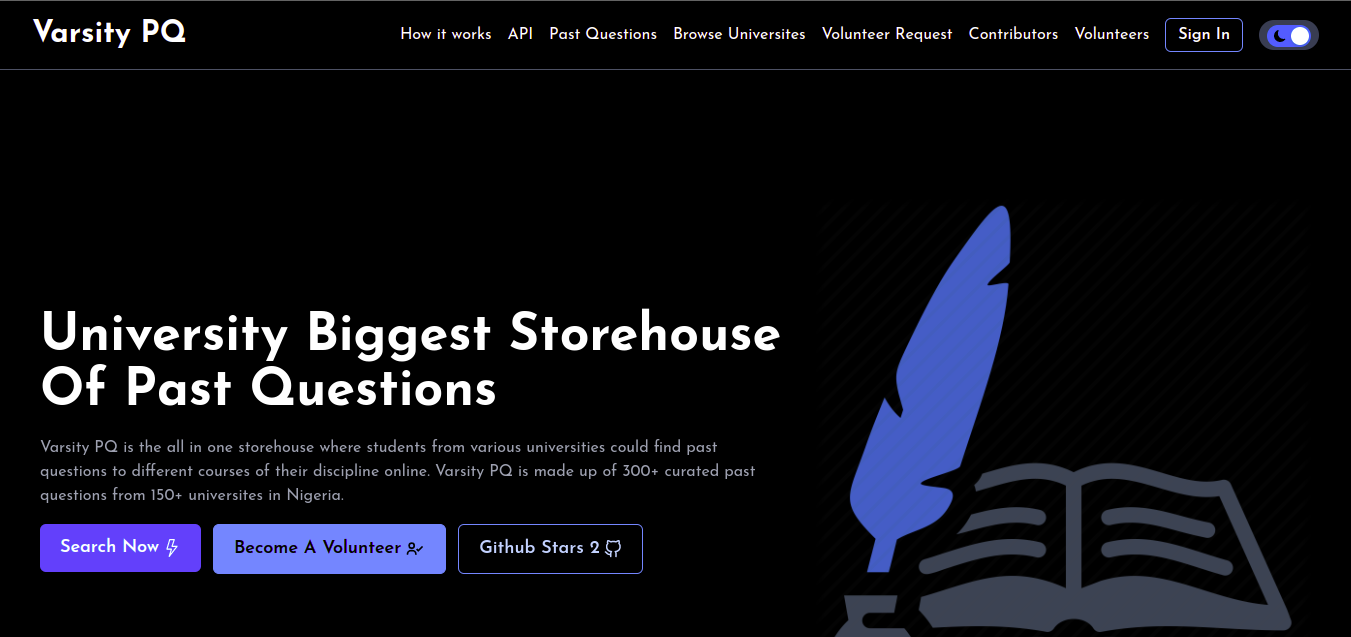 Varsity PQ
How it works API Past Questions Browse Universites Volunteer Request Contributors Volunteers Sign In
University Biggest Storehouse
Of Past Questions
Varsity PQ is the all in one storehouse where students from various universities could find past
questions to different courses of their discipline online. Varsity PQ is made up of 300+ curated past
questions from 150+ universites in Nigeria.
Search Now Become A Volunteer Github Stars 2